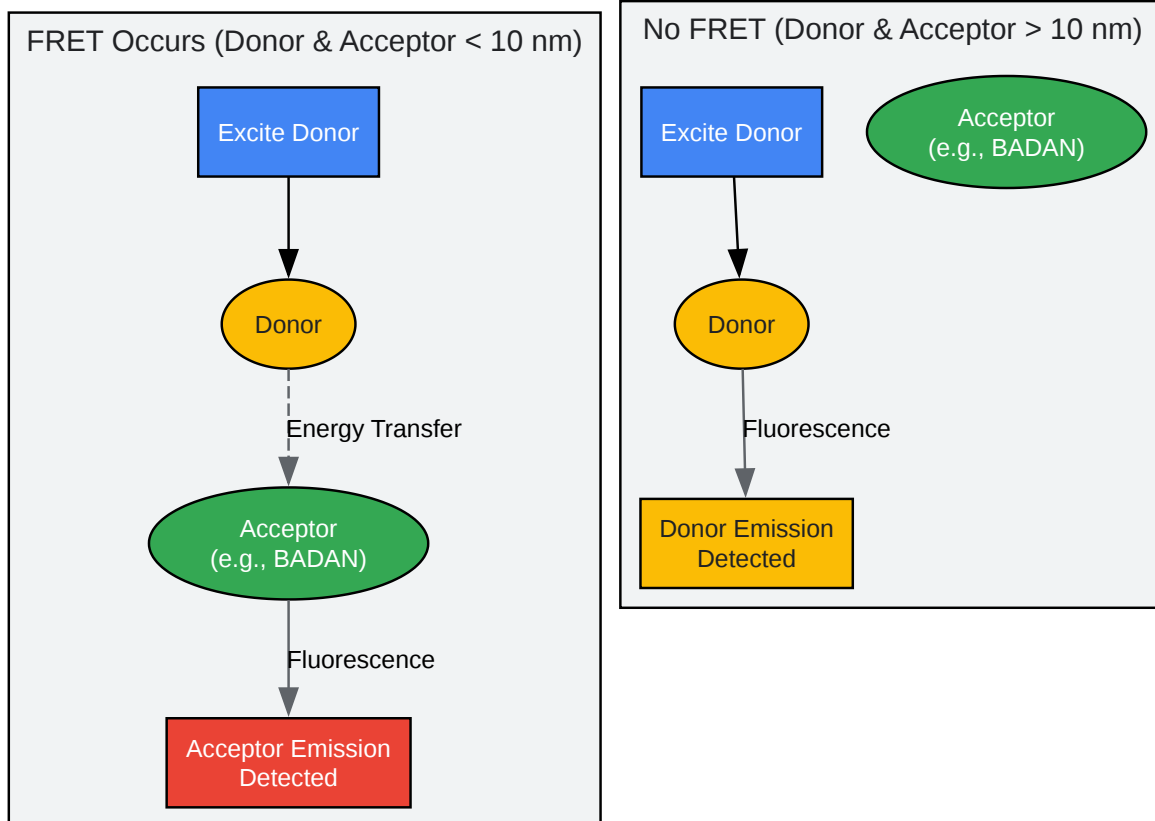 FRET Occurs (Donor & Acceptor < 10 nm)
Excite Donor
Donor
Energy Transfer
Acceptor
(e.g., BADAN)
Fluorescence
Acceptor Emission
Detected
No FRET (Donor & Acceptor > 10 nm)
Excite Donor
Acceptor
(e.g., BADAN)
Donor
Fluorescence
Donor Emission
Detected